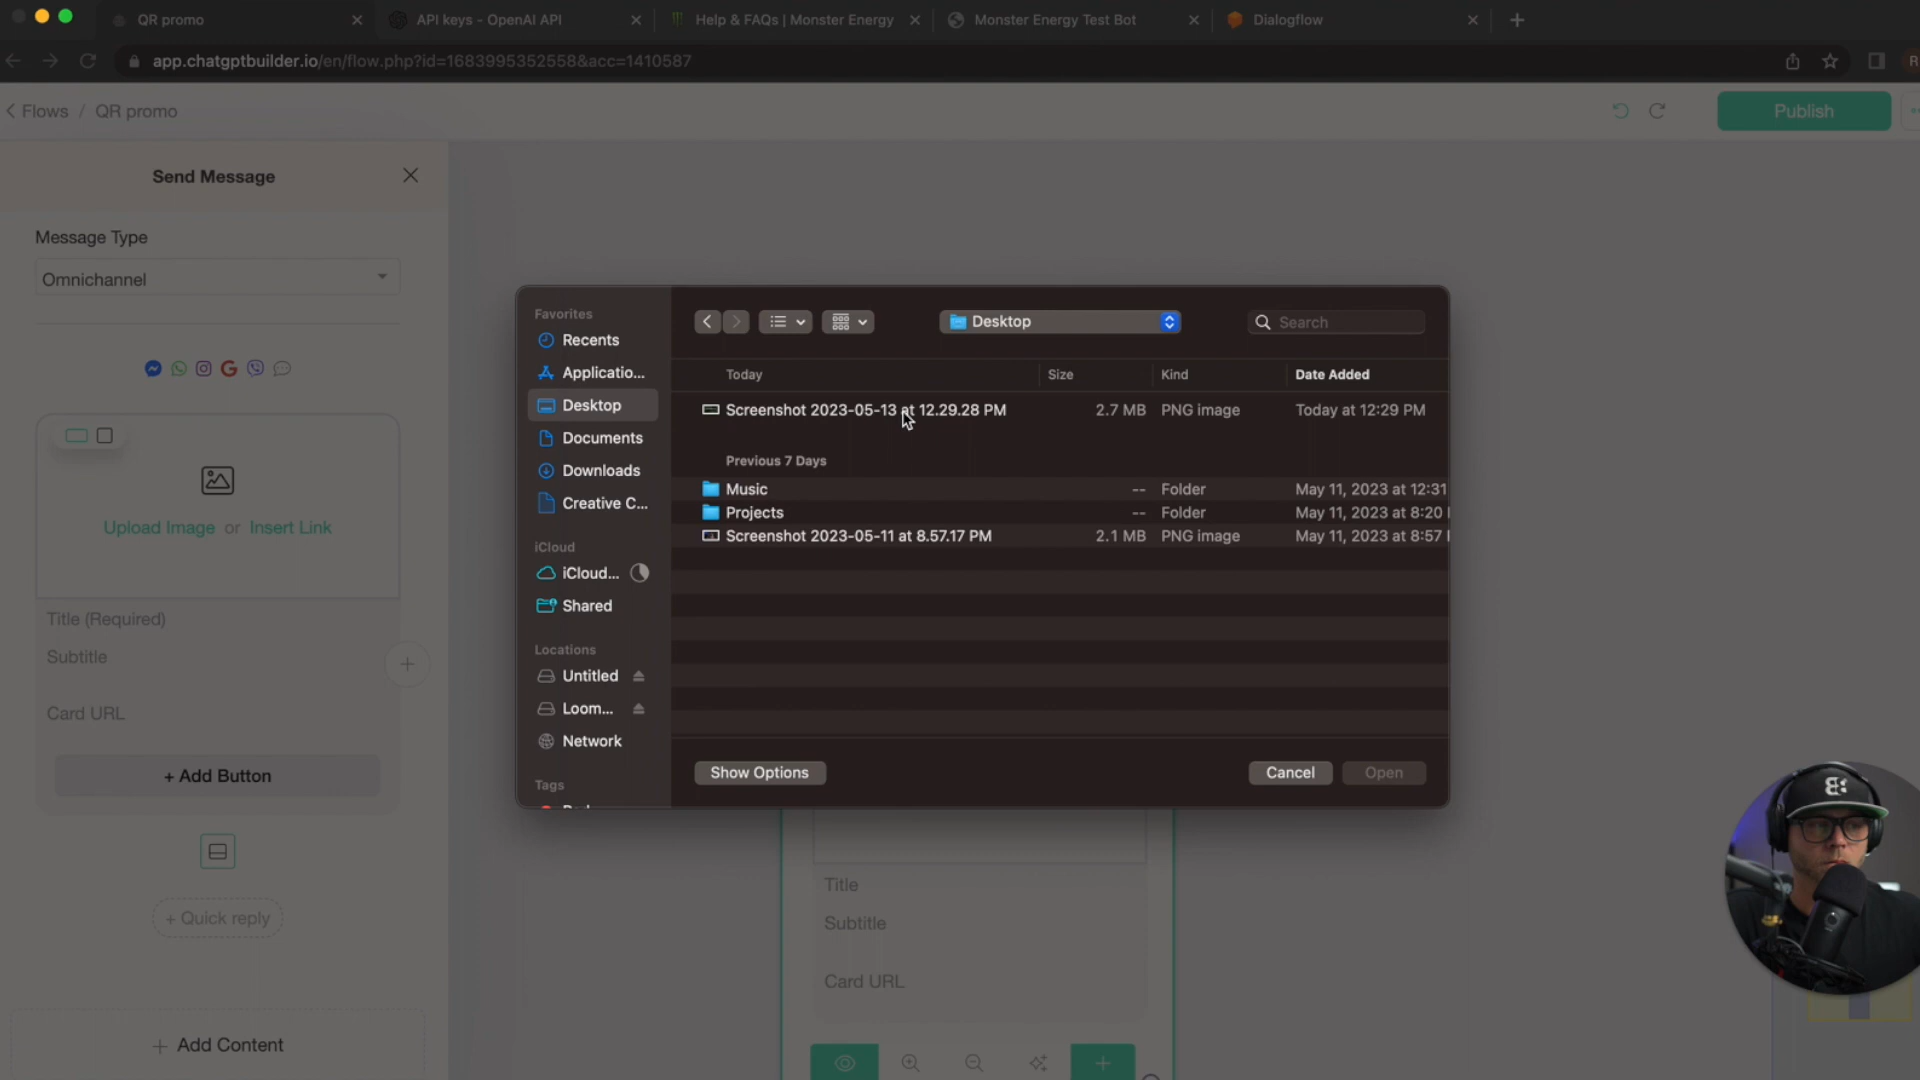 QR promo
API keys - OpenAI API
Help & FAQs | Monster Energy
Monster Energy Test Bot
Dialogflow
app.chatgptbuilder.io/en/flow.php?id=1683995352558&acc=1410587
R
Flows / QR promo
Publish
Send Message
Message Type
Omnichannel
Upload Image or Insert Link
Title (Required)
Subtitle
Card URL
+ Add Button
+ Quick reply
+ Add Content
Favorites
Recents
Applicatio...
Desktop
Documents
Downloads
Creative C...
iCloud
iCloud...
Shared
Locations
Untitled
Loom...
Network
Tags
Desktop
Search
Today Size Kind Date Added
Screenshot 2023-05-13 at 12.29.28 PM 2.7 MB PNG image Today at 12:29 PM
Previous 7 Days
Music -- Folder May 11, 2023 at 12:31
Projects -- Folder May 11, 2023 at 8:20
Screenshot 2023-05-11 at 8.57.17 PM 2.1 MB PNG image May 11, 2023 at 8:57
Show Options
Cancel
Open
Title
Subtitle
Card URL